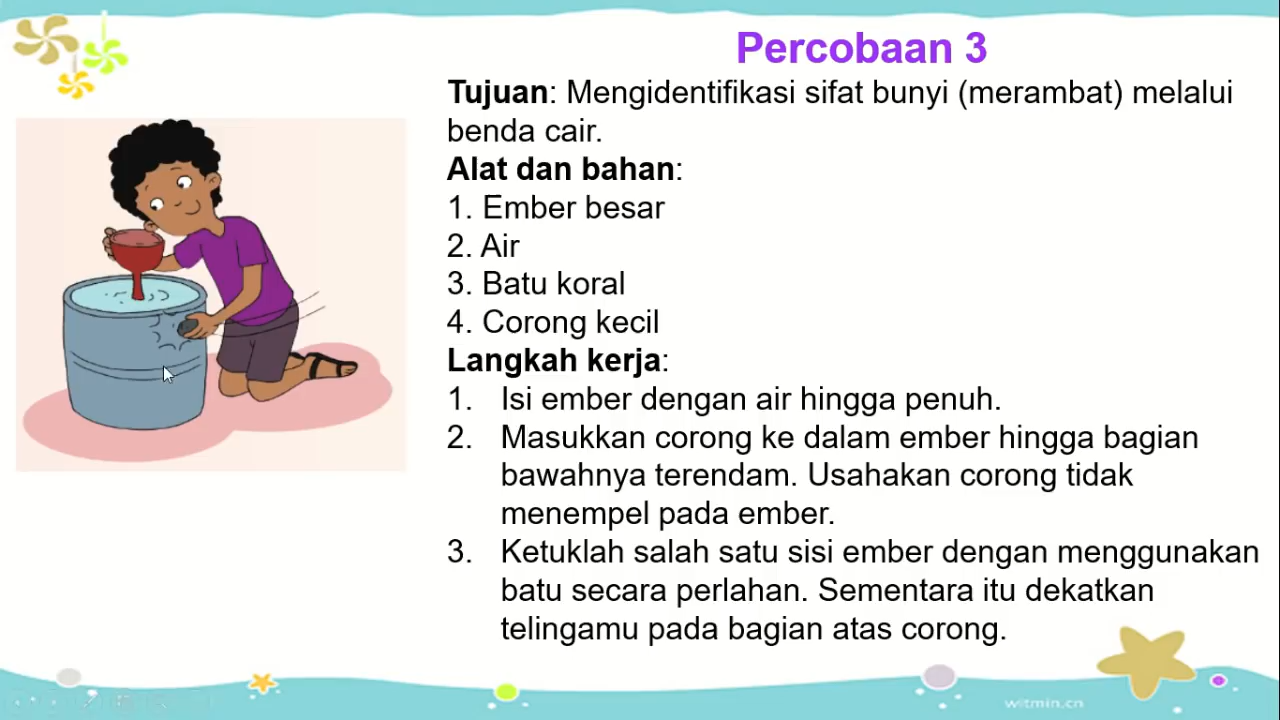 Percobaan 3
Tujuan: Mengidentifikasi sifat bunyi (merambat) melalui
benda cair.
Alat dan bahan:
1. Ember besar
2. Air
3. Batu koral
4. Corong kecil
Langkah kerja:
1. Isi ember dengan air hingga penuh.
2. Masukkan corong ke dalam ember hingga bagian
bawahnya terendam. Usahakan corong tidak
menempel pada ember.
3. Ketuklah salah satu sisi ember dengan menggunakan
batu secara perlahan. Sementara itu dekatkan
telingamu pada bagian atas corong.
witmin.cn